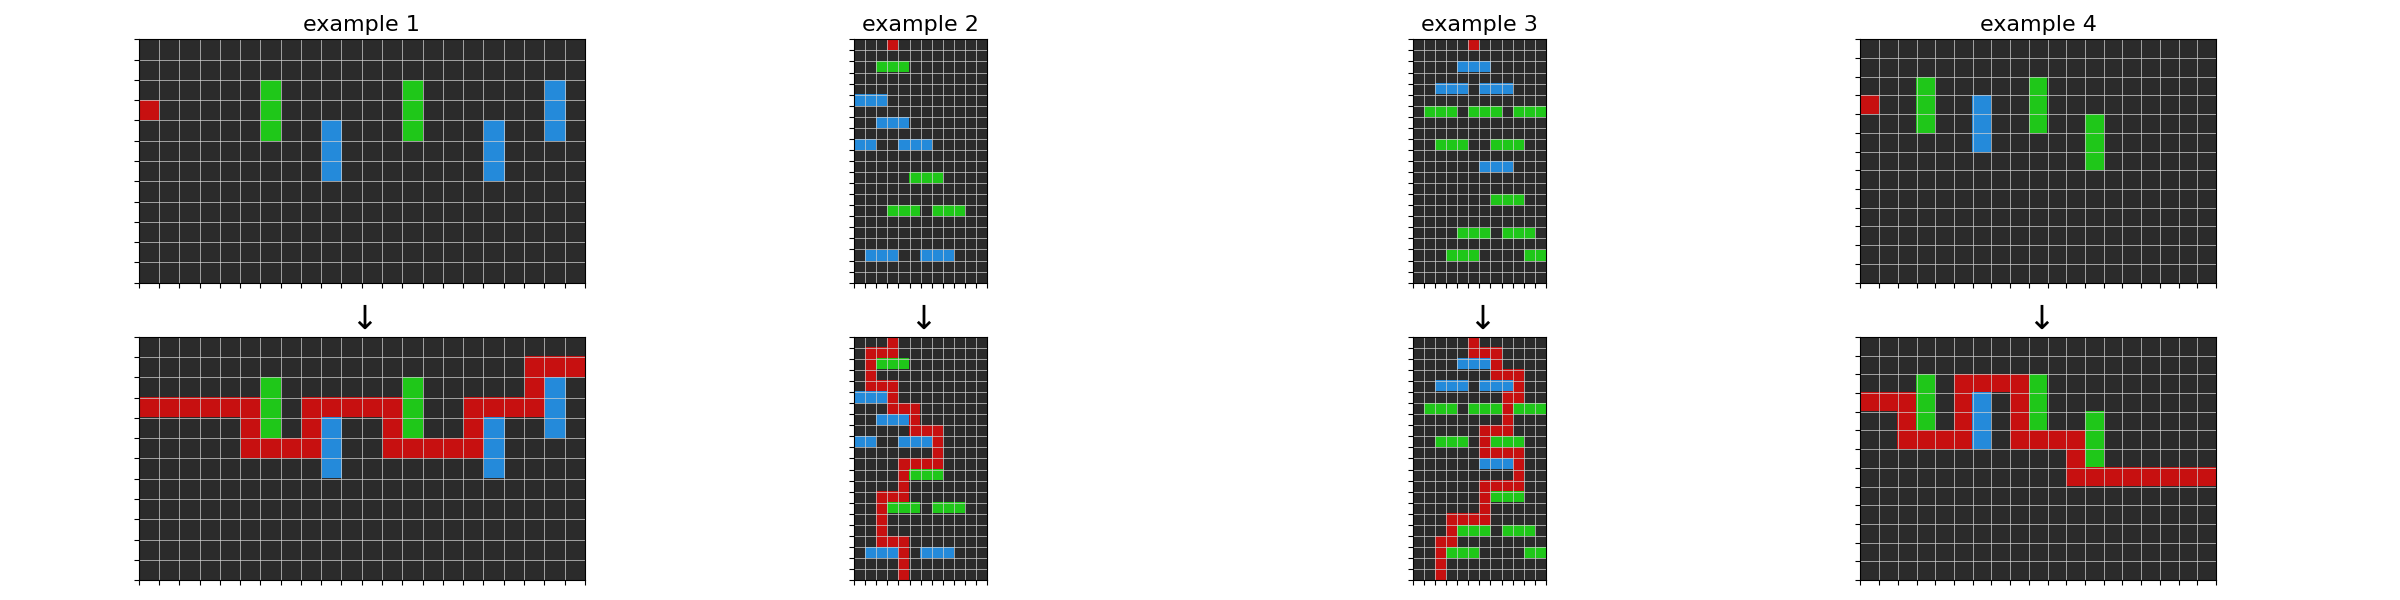 example 1
example 2
example 3
example 4
↓ ↓ ↓ ↓